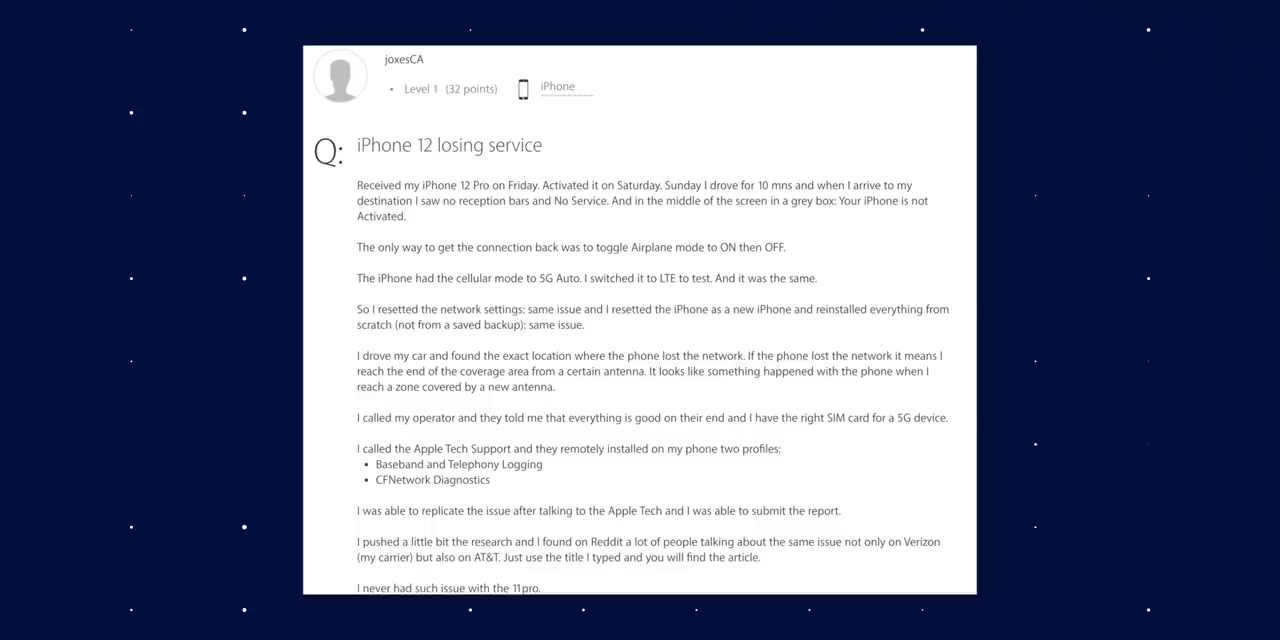 joxesCA
• Level 1 (32 points) iPhone
Q: iPhone 12 losing service
Received my iPhone 12 Pro on Friday. Activated it on Saturday. Sunday I drove for 10 mns and when I arrive to my
destination I saw no reception bars and No Service. And in the middle of the screen in a grey box: Your iPhone is not
Activated.
The only way to get the connection back was to toggle Airplane mode to ON then OFF.
The iPhone had the cellular mode to 5G Auto. I switched it to LTE to test. And it was the same.
So I resetted the network settings: same issue and I resetted the iPhone as a new iPhone and reinstalled everything from
scratch (not from a saved backup): same issue.
I drove my car and found the exact location where the phone lost the network. If the phone lost the network it means I
reach the end of the coverage area from a certain antenna. It looks like something happened with the phone when I
reach a zone covered by a new antenna.
I called my operator and they told me that everything is good on their end and I have the right SIM card for a 5G device.
I called the Apple Tech Support and they remotely installed on my phone two profiles:
• Baseband and Telephony Logging
• CFNetwork Diagnostics
I was able to replicate the issue after talking to the Apple Tech and I was able to submit the report.
I pushed a little bit the research and I found on Reddit a lot of people talking about the same issue not only on Verizon
(my carrier) but also on AT&T. Just use the title I typed and you will find the article.
I never had such issue with the 11pro.